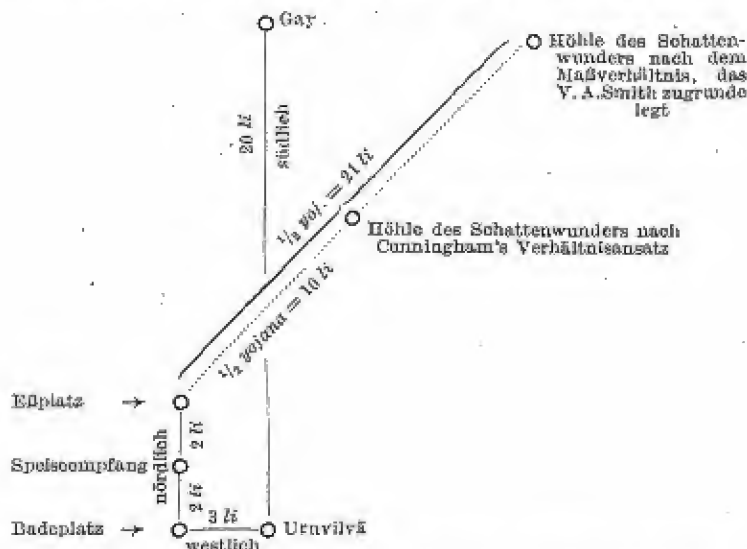 Gay
Höhle des Schatten-
wunders nach dem
Maßverhältnis, das
V. A. Smith zugrunde
legt
20 li
südlich
1/2 yoj. = 21 li
Höhle des Schattenwunders nach
Cunningham's Verhältnisansatz
1/2 yojana = 10 li
Eßplatz →
2 li
nördlich
Speiseempfang
2 li
Badeplatz →
3 li
Uruvilvā
westlich